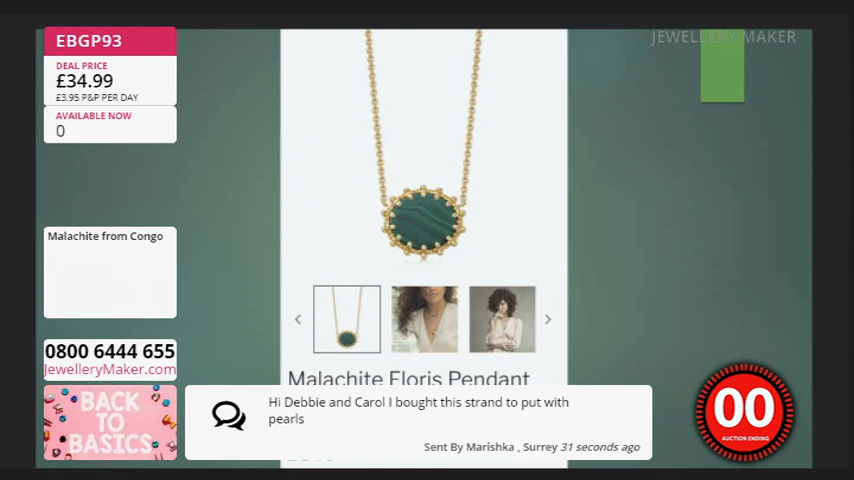 EBGP93
DEAL PRICE
£34.99
£3.95 P&P PER DAY
AVAILABLE NOW
0
JEWELLERY MAKER
Malachite from Congo
0800 6444 655
JewelleryMaker.com
BACK
TO
BASICS
Malachite Floris Pendant
Hi Debbie and Carol I bought this strand to put with
pearls
Sent By Marishka , Surrey 31 seconds ago
00
AUCTION ENDING